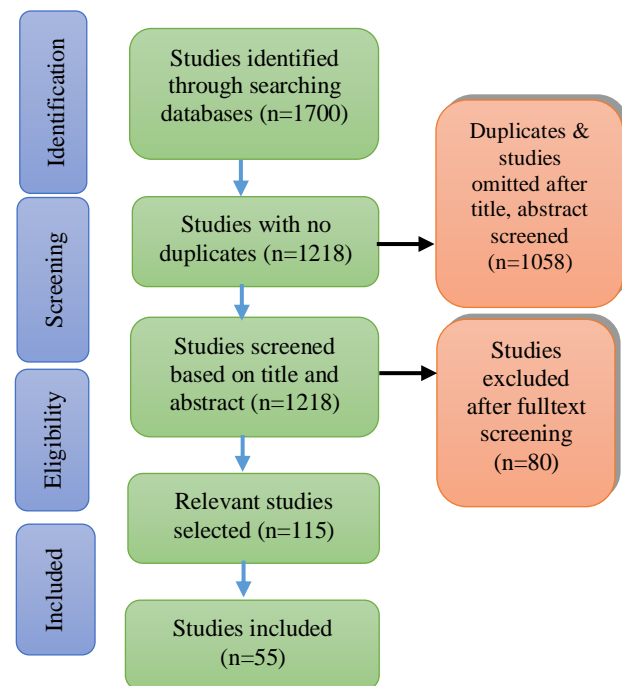 Identification
Studies identified
through searching
databases (n=1700)
Duplicates &
studies
omitted after
title, abstract
screened
(n=1058)
Screening
Studies with no
duplicates (n=1218)
Studies screened
based on title and
abstract (n=1218)
Studies
excluded
after fulltext
screening
(n=80)
Eligibility
Relevant studies
selected (n=115)
Included
Studies included
(n=55)